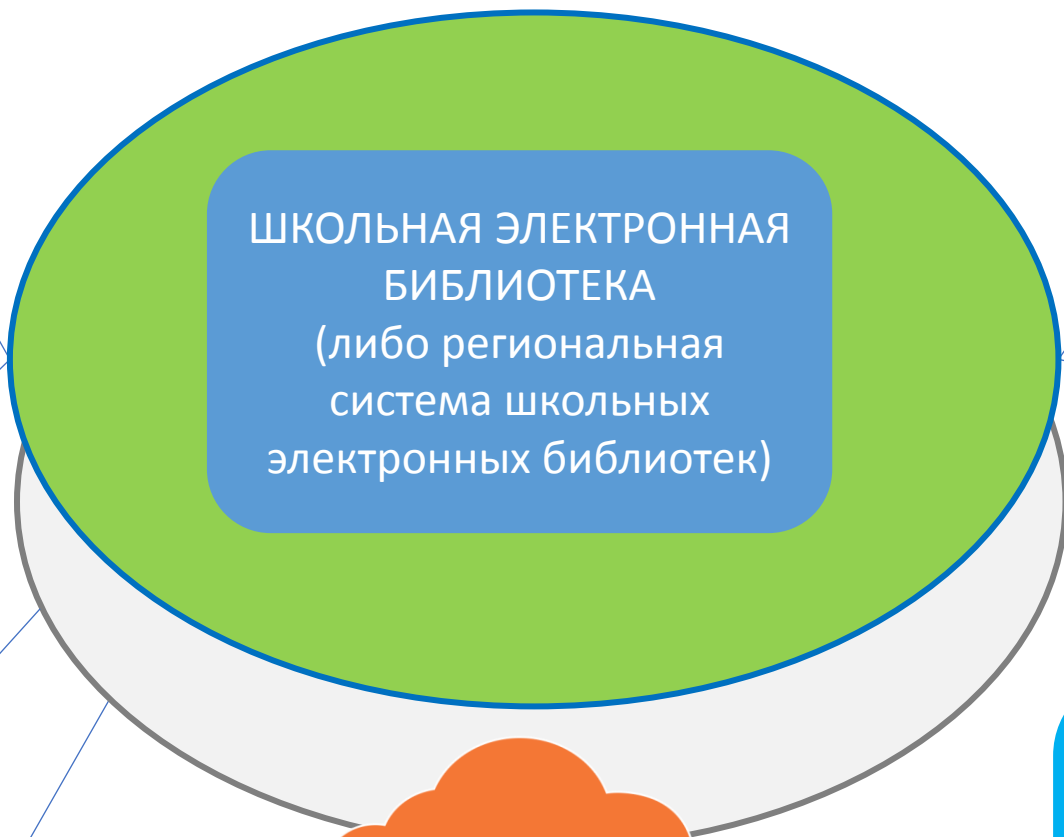 ШКОЛЬНАЯ ЭЛЕКТРОННАЯ
БИБЛИОТЕКА
(либо региональная
система школьных
электронных библиотек)